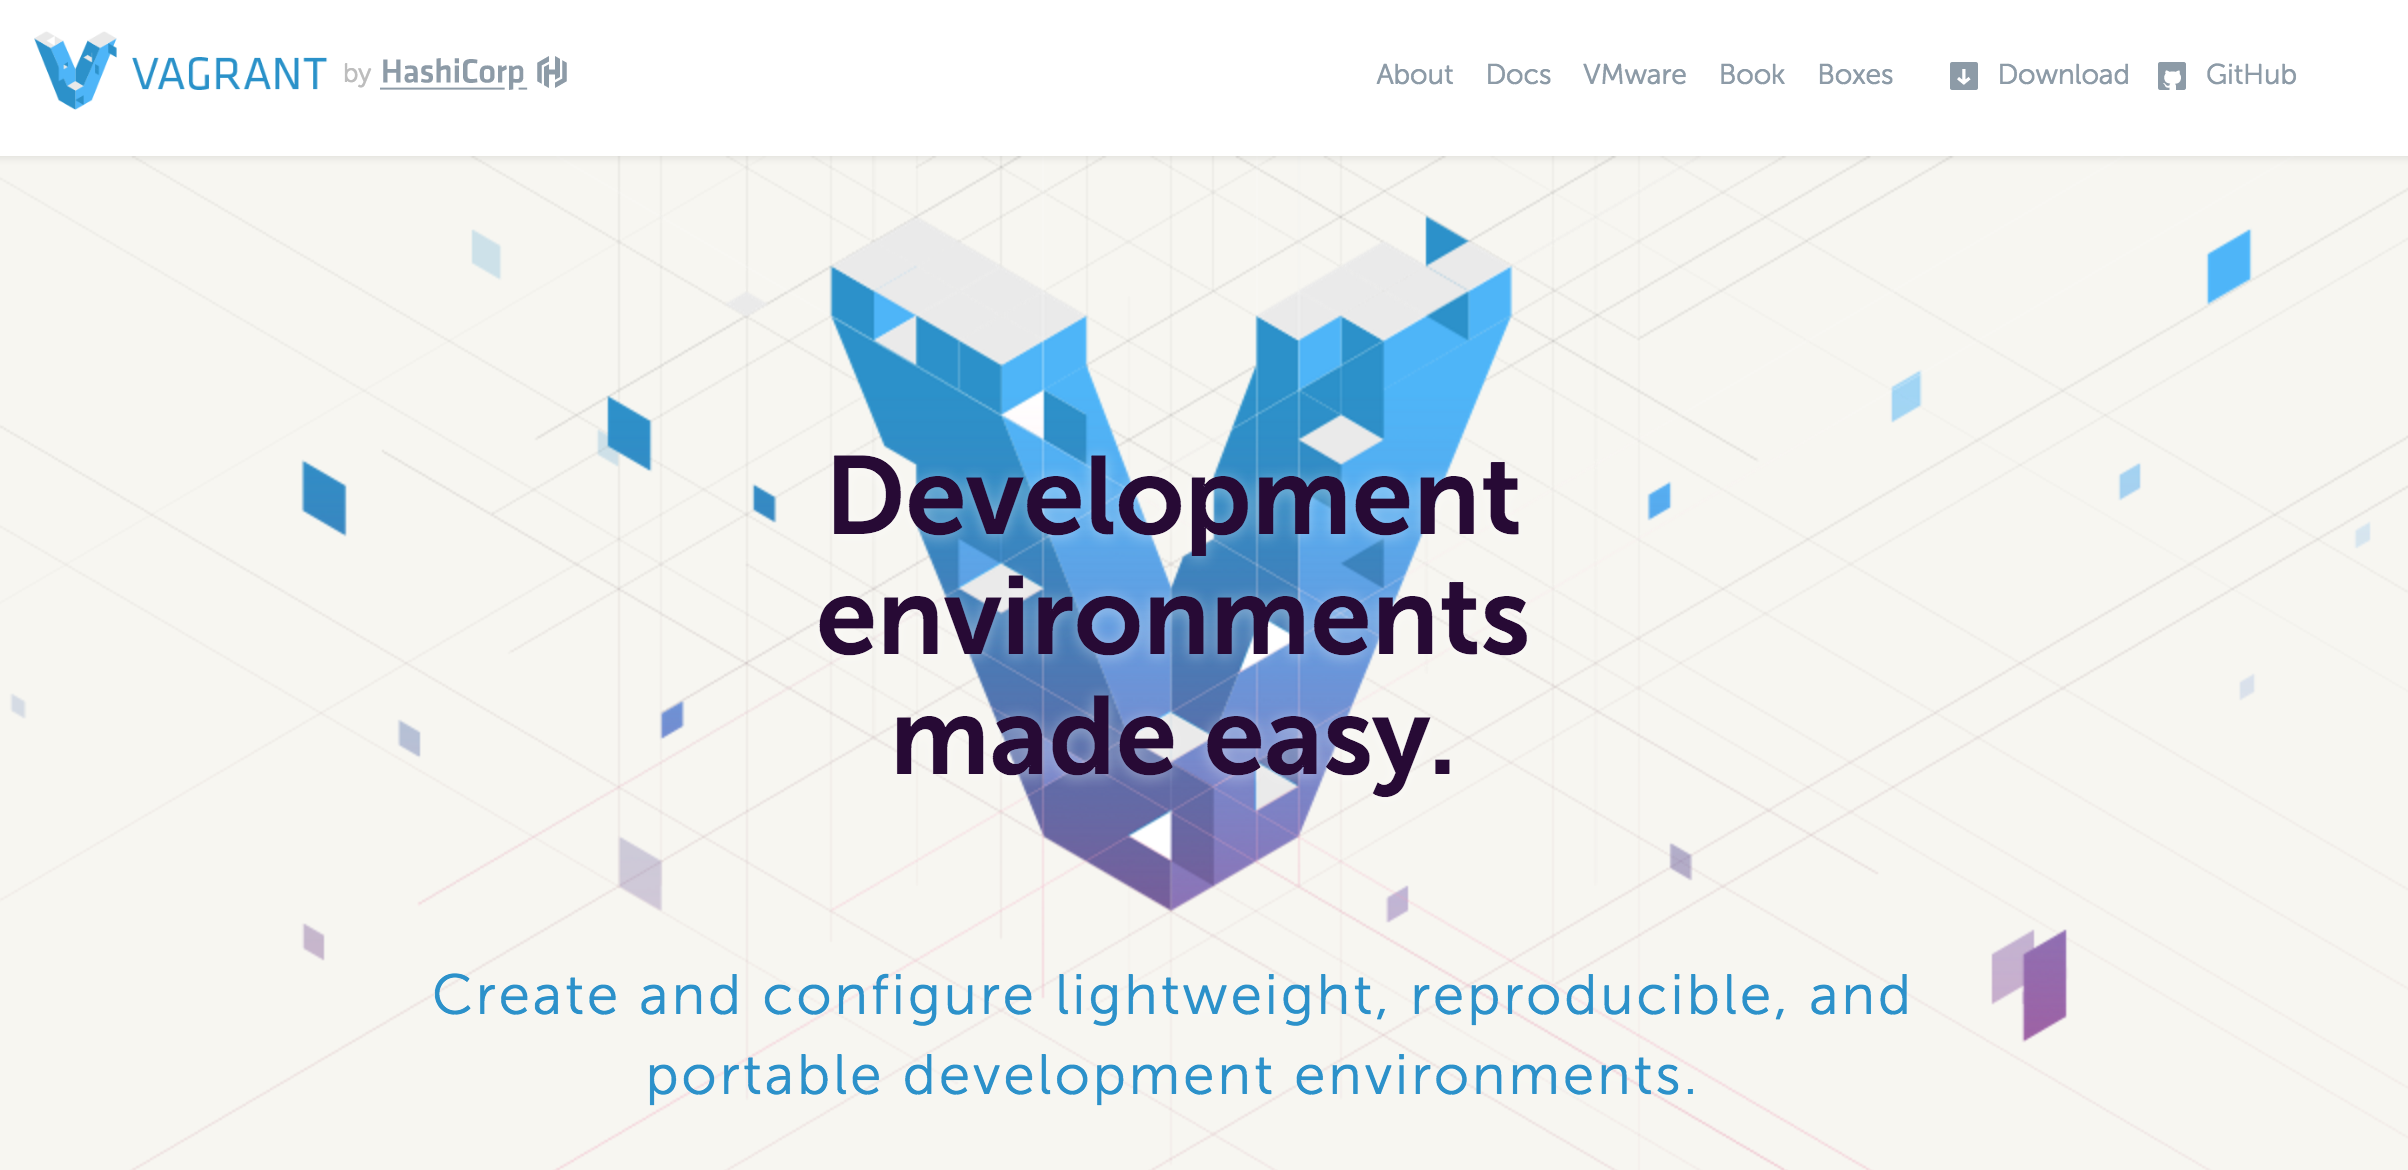 VAGRANT by HashiCorp
About Docs VMware Book Boxes Download GitHub
Development
environments
made easy.
Create and configure lightweight, reproducible, and
portable development environments.